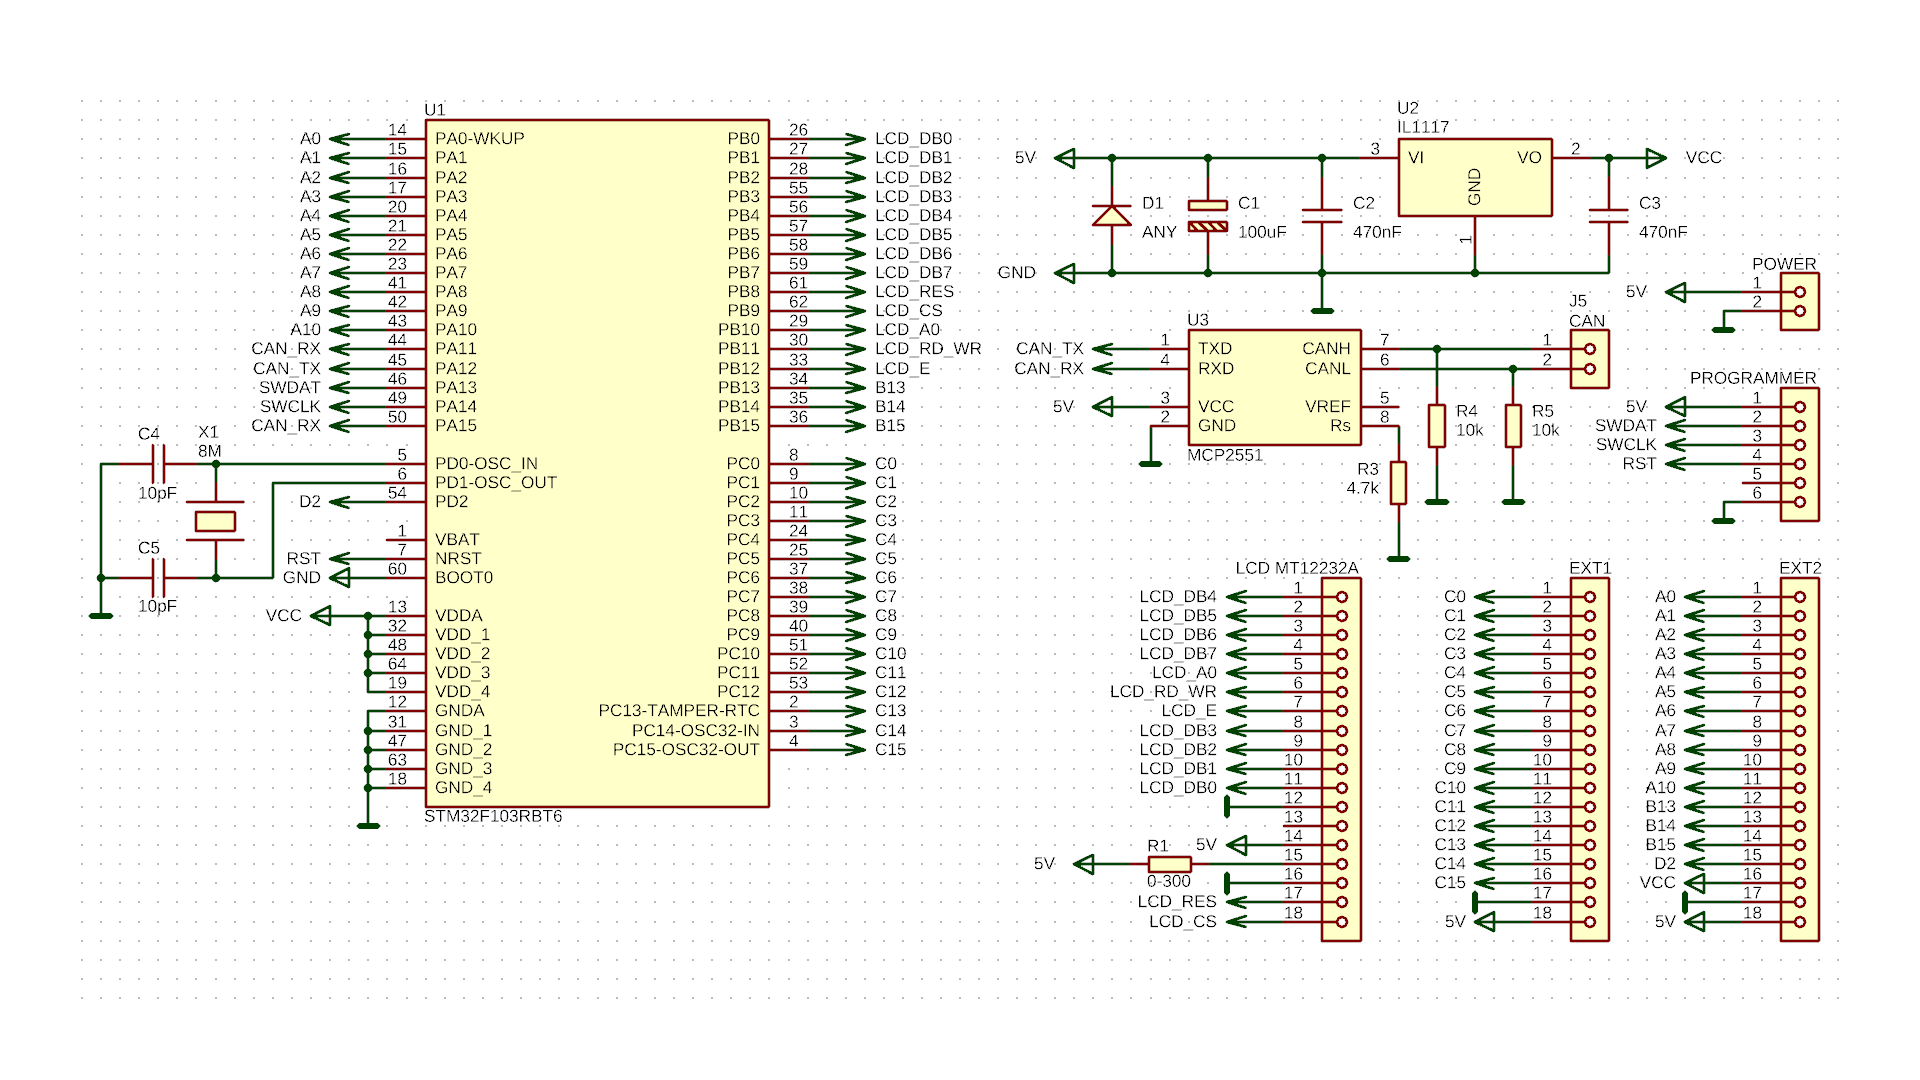 U1
A0 14 PA0-WKUP PB0 26 LCD_DB0
A1 15 PA1 PB1 27 LCD_DB1
A2 16 PA2 PB2 28 LCD_DB2
A3 17 PA3 PB3 55 LCD_DB3
A4 20 PA4 PB4 56 LCD_DB4
A5 21 PA5 PB5 57 LCD_DB5
A6 22 PA6 PB6 58 LCD_DB6
A7 23 PA7 PB7 59 LCD_DB7
A8 41 PA8 PB8 61 LCD_RES
A9 42 PA9 PB9 62 LCD_CS
A10 43 PA10 PB10 29 LCD_A0
CAN_RX 44 PA11 PB11 30 LCD_RD_WR
CAN_TX 45 PA12 PB12 33 LCD_E
SWDAT 46 PA13 PB13 34 B13
SWCLK 49 PA14 PB14 35 B14
CAN_RX 50 PA15 PB15 36 B15
5 PD0-OSC_IN PC0 8 C0
6 PD1-OSC_OUT PC1 9 C1
D2 54 PD2 PC2 10 C2
PC3 11 C3
1 VBAT PC4 24 C4
RST 7 NRST PC5 25 C5
GND 60 BOOT0 PC6 37 C6
PC7 38 C7
VCC 13 VDDA PC8 39 C8
32 VDD_1 PC9 40 C9
48 VDD_2 PC10 51 C10
64 VDD_3 PC11 52 C11
19 VDD_4 PC12 53 C12
12 GNDA PC13-TAMPER-RTC 2 C13
31 GND_1 PC14-OSC32-IN 3 C14
47 GND_2 PC15-OSC32-OUT 4 C15
63 GND_3
18 GND_4
STM32F103RBT6
C4
10pF
X1
8M
C5
10pF
U2
IL1117
5V 3 VI VO 2 VCC
GND
1
D1
ANY
C1
100uF
C2
470nF
C3
470nF
GND
POWER
5V 1
2
U3
CAN_TX 1 TXD CANH 7
CAN_RX 4 RXD CANL 6
5V 3 VCC VREF 5
2 GND Rs 8
MCP2551
J5
CAN
1
2
R4
10k
R5
10k
R3
4.7k
PROGRAMMER
5V 1
SWDAT 2
SWCLK 3
RST 4
5
6
LCD MT12232A
LCD_DB4 1
LCD_DB5 2
LCD_DB6 3
LCD_DB7 4
LCD_A0 5
LCD_RD_WR 6
LCD_E 7
LCD_DB3 8
LCD_DB2 9
LCD_DB1 10
LCD_DB0 11
12
13
5V 14
5V R1 15
0-300
16
LCD_RES 17
LCD_CS 18
EXT1
C0 1
C1 2
C2 3
C3 4
C4 5
C5 6
C6 7
C7 8
C8 9
C9 10
C10 11
C11 12
C12 13
C13 14
C14 15
C15 16
17
5V 18
EXT2
A0 1
A1 2
A2 3
A3 4
A4 5
A5 6
A6 7
A7 8
A8 9
A9 10
A10 11
B13 12
B14 13
B15 14
D2 15
VCC 16
17
5V 18